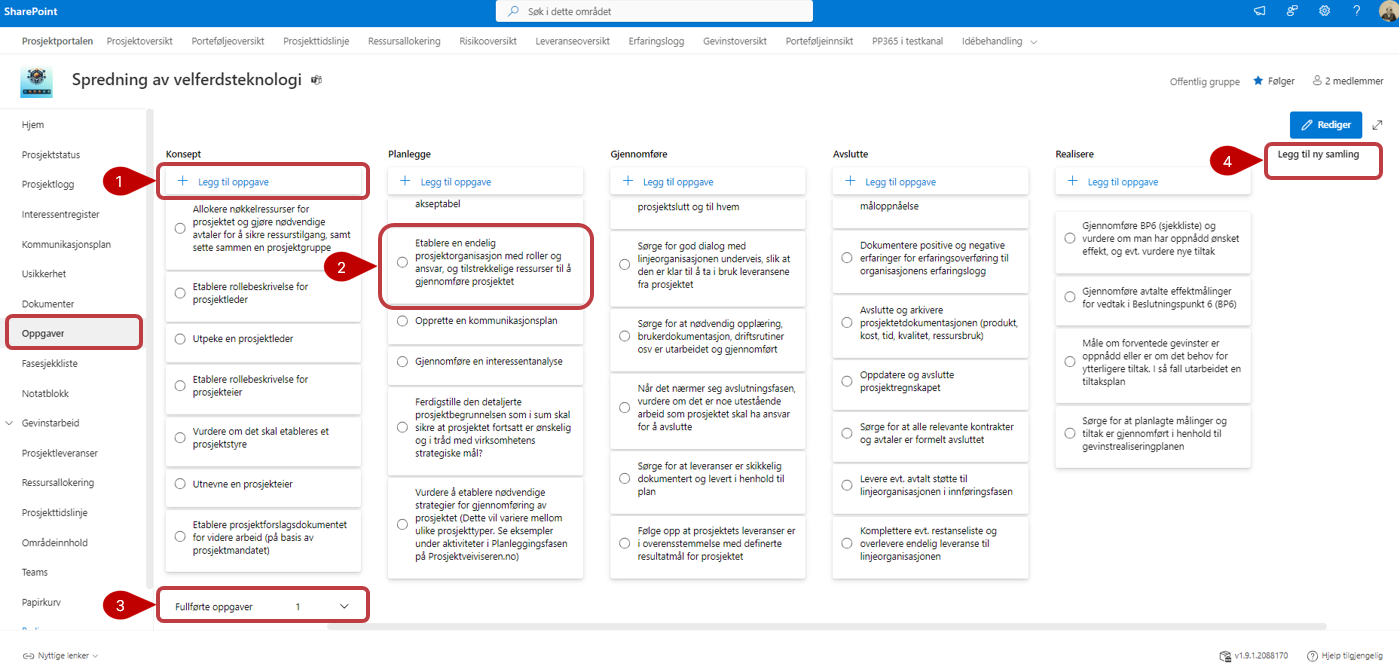 SharePoint
Søk i dette området
Prosjektportalen Prosjektoversikt Porteføljeoversikt Prosjekttidslinje Ressursallokering Risikooversikt Leveranseoversikt Erfaringslogg Gevinstoversikt Porteføljeinnsikt PP365 i testkanal Idébehandling
Spredning av velferdsteknologi
Offentlig gruppe Følger 2 medlemmer
Hjem
Prosjektstatus
Prosjektlogg
Interessentregister
Kommunikasjonsplan
Usikkerhet
Dokumenter
Oppgaver
Fasesjekkliste
Notatblokk
Gevinstarbeid
Prosjektleveranser
Ressursallokering
Prosjekttidslinje
Områdeinnhold
Teams
Papirkurv
Rediger
Konsept
1
Legg til oppgave
Allokere nøkkelressurser for
prosjektet og gjøre nødvendige
avtaler for å sikre ressurstilgang, samt
sette sammen en prosjektgruppe
Etablere rollebeskrivelse for
prosjektleder
Utpeke en prosjektleder
Etablere rollebeskrivelse for
prosjekteier
Vurdere om det skal etableres et
prosjektstyre
Utnevne en prosjekteier
Etablere prosjektforslagsdokumentet
for videre arbeid (på basis av
prosjektmandatet)
3
Fullførte oppgaver 1
Planlegge
Legg til oppgave
akseptabel
2
Etablere en endelig
prosjektorganisasjon med roller og
ansvar, og tilstrekkelige ressurser til å
gjennomføre prosjektet
Opprette en kommunikasjonsplan
Gjennomføre en interessentanalyse
Ferdigstille den detaljerte
prosjektbegrunnelsen som i sum skal
sikre at prosjektet fortsatt er ønskelig
og i tråd med virksomhetens
strategiske mål?
Vurdere å etablere nødvendige
strategier for gjennomføring av
prosjektet (Dette vil variere mellom
ulike prosjekttyper. Se eksempler
under aktiviteter i Planleggingsfasen
på Prosjektveiviseren.no)
Gjennomføre
Legg til oppgave
prosjektslutt og til hvem
Sørge for god dialog med
linjeorganisasjonen underveis, slik at
den er klar til å ta i bruk leveransene
fra prosjektet
Sørge for at nødvendig opplæring,
brukerdokumentasjon, driftsrutiner
osv er utarbeidet og gjennomført
Når det nærmer seg avslutningsfasen,
vurdere om det er noe utestående
arbeid som prosjektet skal ha ansvar
for å avslutte
Sørge for at leveranser er skikkelig
dokumentert og levert i henhold til
plan
Følge opp at prosjektets leveranser er
i overensstemmelse med definerte
resultatmål for prosjektet
Avslutte
Legg til oppgave
måloppnåelse
Dokumentere positive og negative
erfaringer for erfaringsoverføring til
organisasjonens erfaringslogg
Avslutte og arkivere
prosjektdokumentasjonen (produkt,
kost, tid, kvalitet, ressursbruk)
Oppdatere og avslutte
prosjektregnskapet
Sørge for at alle relevante kontrakter
og avtaler er formelt avsluttet
Levere evt. avtalt støtte til
linjeorganisasjonen i innføringsfasen
Komplettere evt. restanseliste og
overlevere endelig leveranse til
linjeorganisasjonen
Realisere
Legg til oppgave
Gjennomføre BP6 (sjekkliste) og
vurdere om man har oppnådd ønsket
effekt, og evt. vurdere nye tiltak
Gjennomføre avtalte effektmålinger
for vedtak i Beslutningspunkt 6 (BP6)
Måle om forventede gevinster er
oppnådd eller er om det behov for
ytterligere tiltak. I så fall utarbeidet en
tiltaksplan
Sørge for at planlagte målinger og
tiltak er gjennomført i henhold til
gevinstrealiseringplanen
4
Legg til ny samling
Nyttige lenker
v1.9.1.2088170 Hjelp tilgjengelig